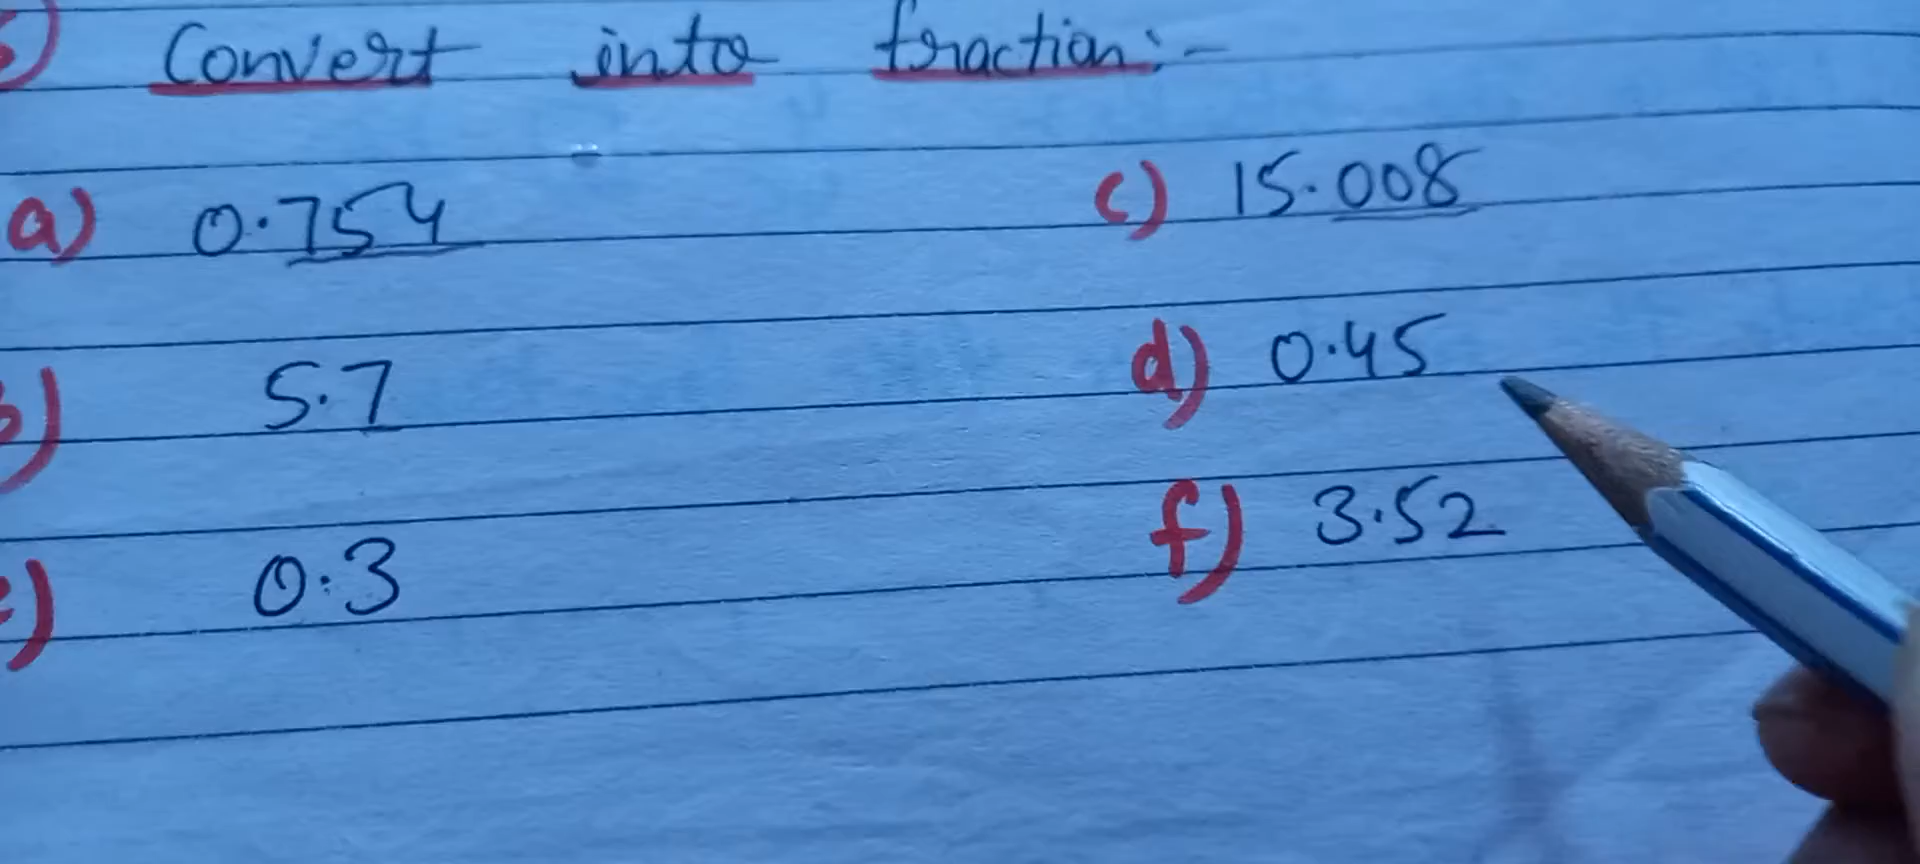 Convert into fraction:-
a) 0.754
c) 15.008
b) 5.7
d) 0.45
e) 0.3
f) 3.52